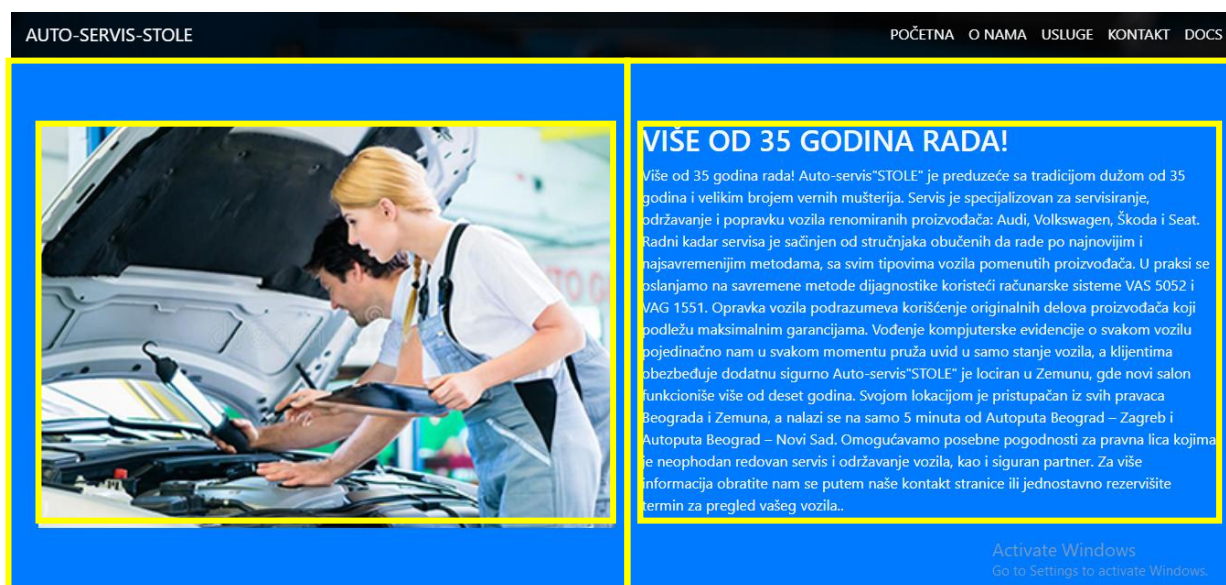 AUTO-SERVIS-STOLE
POČETNA O NAMA USLUGE KONTAKT DOCS
VIŠE OD 35 GODINA RADA!
Više od 35 godina rada! Auto-servis"STOLE" je preduzeće sa tradicijom dužom od 35
godina i velikim brojem vernih mušterija. Servis je specijalizovan za servisiranje,
održavanje i popravku vozila renomiranih proizvođača: Audi, Volkswagen, Škoda i Seat.
Radni kadar servisa je sačinjen od stručnjaka obučenih da rade po najnovijim i
najsavremenijim metodama, sa svim tipovima vozila pomenutih proizvođača. U praksi se
oslanjamo na savremene metode dijagnostike koristeći računarske sisteme VAS 5052 i
VAG 1551. Opravka vozila podrazumeva korišćenje originalnih delova proizvođača koji
podležu maksimalnim garancijama. Vođenje kompjuterske evidencije o svakom vozilu
pojedinačno nam u svakom momentu pruža uvid u samo stanje vozila, a klijentima
obezbeđuje dodatnu sigurno Auto-servis"STOLE" je lociran u Zemunu, gde novi salon
funkcioniše više od deset godina. Svojom lokacijom je pristupačan iz svih pravaca
Beograda i Zemuna, a nalazi se na samo 5 minuta od Autoputa Beograd – Zagreb i
Autoputa Beograd – Novi Sad. Omogućavamo posebne pogodnosti za pravna lica kojima
je neophodan redovan servis i održavanje vozila, kao i siguran partner. Za više
informacija obratite nam se putem naše kontakt stranice ili jednostavno rezervišite
termin za pregled vašeg vozila..
Activate Windows
Go to Settings to activate Windows.